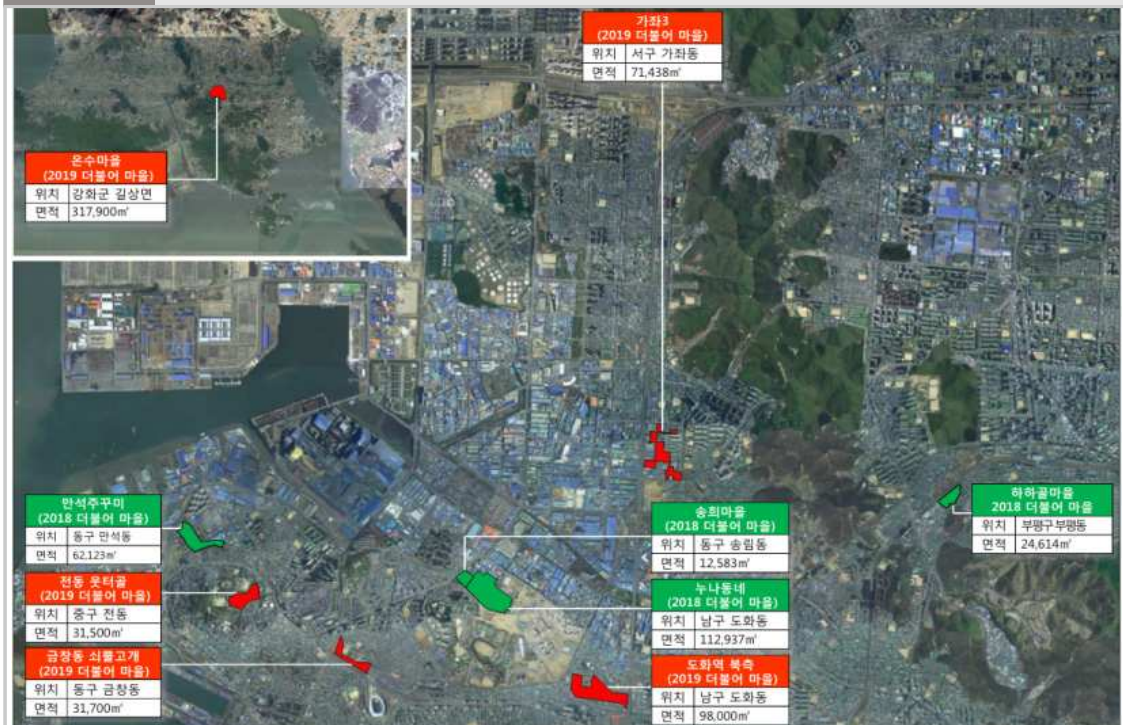 가좌3
(2019 더불어 마을)
위치 서구 가좌동
면적 71,438㎡
온수마을
(2019 더불어 마을)
위치 강화군 길상면
면적 317,900㎡
만석주꾸미
(2018 더불어 마을)
위치 동구 만석동
면적 62,123㎡
전동 웃터골
(2019 더불어 마을)
위치 중구 전동
면적 31,500㎡
금창동 쇠뿔고개
(2019 더불어 마을)
위치 동구 금창동
면적 31,700㎡
송희마을
(2018 더불어 마을)
위치 동구 송림동
면적 12,583㎡
누나동네
(2018 더불어 마을)
위치 남구 도화동
면적 112,937㎡
도화역 북측
(2019 더불어 마을)
위치 남구 도화동
면적 98,000㎡
하하골마을
2018 더불어 마을)
위치 부평구 부평동
면적 24,614㎡